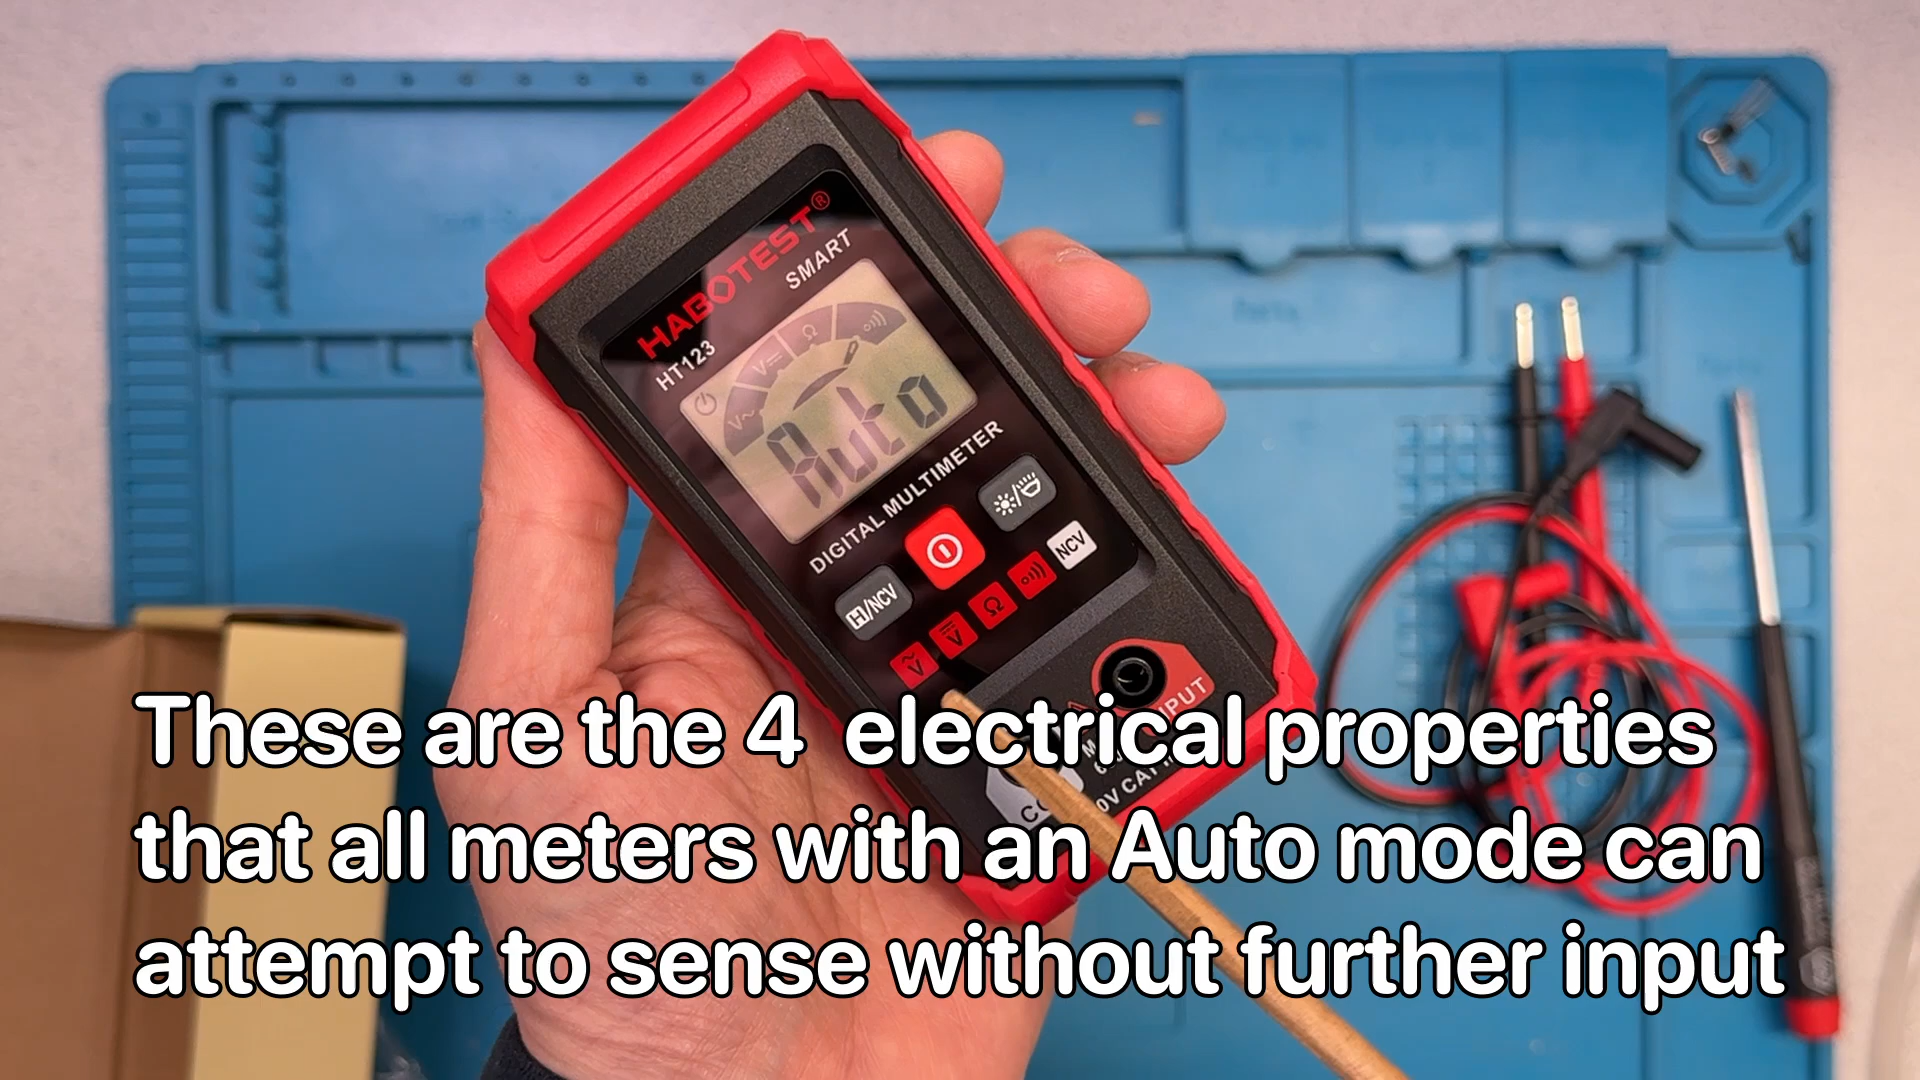 HABOTEST®
SMART
HT123
V~ V⎓ Ω
Auto
DIGITAL MULTIMETER
H/NCV
Ṽ V Ω NCV
INPUT
These are the 4 electrical properties
that all meters with an Auto mode can
attempt to sense without further input